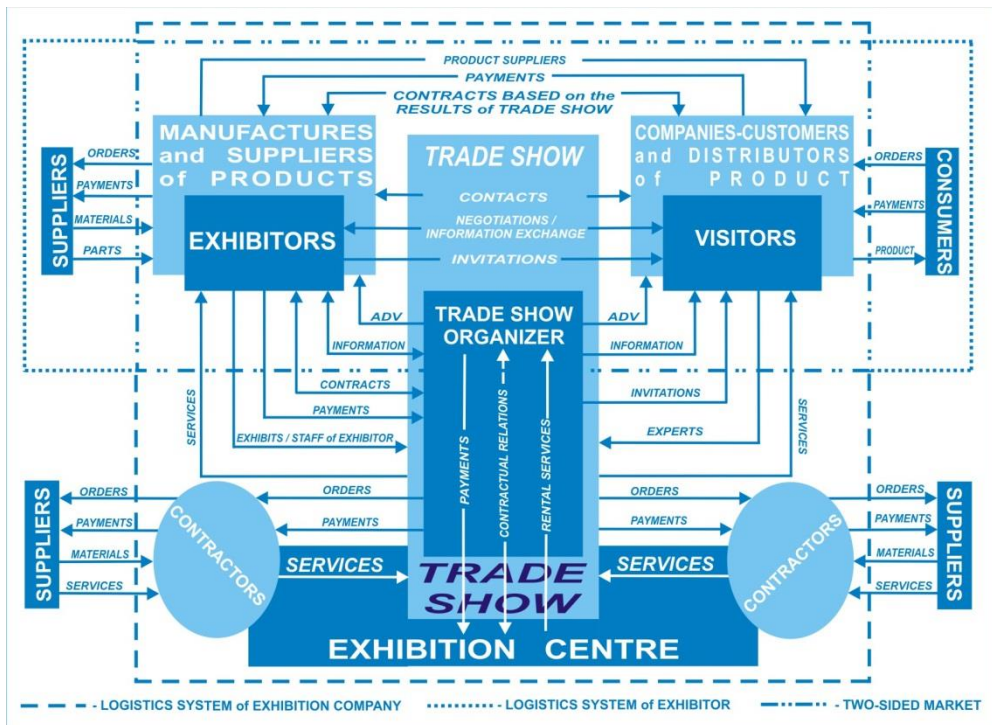 PRODUCT SUPPLIERS
PAYMENTS
CONTRACTS BASED on the
RESULTS of TRADE SHOW
MANUFACTURES
and SUPPLIERS
of PRODUCTS
TRADE SHOW
COMPANIES-CUSTOMERS
and DISTRIBUTORS
of PRODUCT
SUPPLIERS
ORDERS
PAYMENTS
MATERIALS
PARTS
EXHIBITORS
CONTACTS
NEGOTIATIONS /
INFORMATION EXCHANGE
INVITATIONS
VISITORS
ORDERS
PAYMENTS
PRODUCT
CONSUMERS
ADV
TRADE SHOW
ORGANIZER
ADV
INFORMATION
INFORMATION
CONTRACTS
INVITATIONS
PAYMENTS
SERVICES
EXHIBITS / STAFF of EXHIBITOR
EXPERTS
SERVICES
PAYMENTS
CONTRACTUAL RELATIONS
RENTAL SERVICES
SUPPLIERS
ORDERS
PAYMENTS
MATERIALS
SERVICES
CONTRACTORS
ORDERS
PAYMENTS
SERVICES
ORDERS
PAYMENTS
SERVICES
CONTRACTORS
ORDERS
PAYMENTS
MATERIALS
SERVICES
SUPPLIERS
TRADE
SHOW
EXHIBITION CENTRE
- LOGISTICS SYSTEM of EXHIBITION COMPANY
- LOGISTICS SYSTEM of EXHIBITOR
- TWO-SIDED MARKET